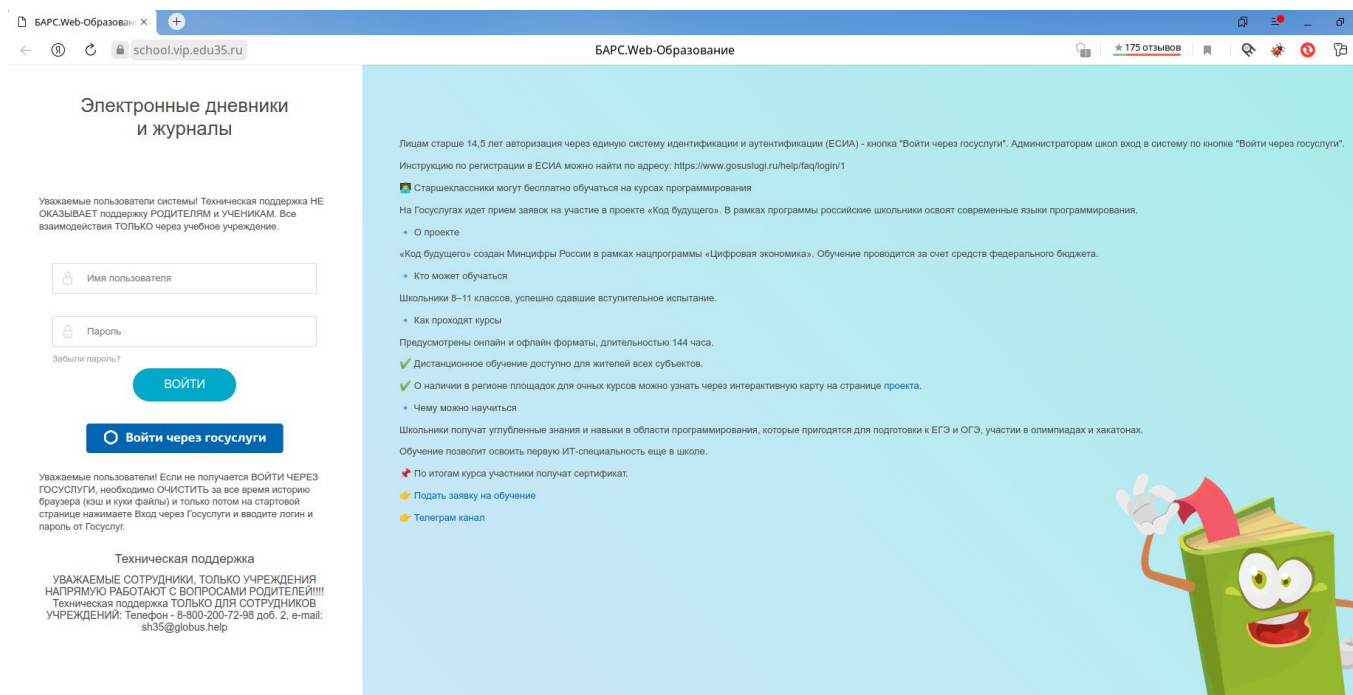 БАРС.Web-Образован
school.vip.edu35.ru
БАРС.Web-Образование
175 отзывов
Электронные дневники
и журналы
Уважаемые пользователи системы! Техническая поддержка НЕ
ОКАЗЫВАЕТ поддержку РОДИТЕЛЯМ и УЧЕНИКАМ. Все
взаимодействия ТОЛЬКО через учебное учреждение.
Имя пользователя
Пароль
Забыли пароль?
ВОЙТИ
Войти через госуслуги
Уважаемые пользователи! Если не получается ВОЙТИ ЧЕРЕЗ
ГОСУСЛУГИ, необходимо ОЧИСТИТЬ за все время историю
браузера (кэш и куки файлы) и только потом на стартовой
странице нажимаете Вход через Госуслуги и вводите логин и
пароль от Госуслуг.
Техническая поддержка
УВАЖАЕМЫЕ СОТРУДНИКИ, ТОЛЬКО УЧРЕЖДЕНИЯ
НАПРЯМУЮ РАБОТАЮТ С ВОПРОСАМИ РОДИТЕЛЕЙ!!!!
Техническая поддержка ТОЛЬКО ДЛЯ СОТРУДНИКОВ
УЧРЕЖДЕНИЙ: Телефон - 8-800-200-72-98 доб. 2, e-mail:
sh35@globus.help
Лицам старше 14,5 лет авторизация через единую систему идентификации и аутентификации (ЕСИА) - кнопка "Войти через госуслуги". Администраторам школ вход в систему по кнопке "Войти через госуслуги".
Инструкцию по регистрации в ЕСИА можно найти по адресу: https://www.gosuslugi.ru/help/faq/login/1
Старшеклассники могут бесплатно обучаться на курсах программирования
На Госуслугах идет прием заявок на участие в проекте «Код будущего». В рамках программы российские школьники освоят современные языки программирования.
О проекте
«Код будущего» создан Минцифры России в рамках нацпрограммы «Цифровая экономика». Обучение проводится за счет средств федерального бюджета.
Кто может обучаться
Школьники 8–11 классов, успешно сдавшие вступительное испытание.
Как проходят курсы
Предусмотрены онлайн и офлайн форматы, длительностью 144 часа.
Дистанционное обучение доступно для жителей всех субъектов.
О наличии в регионе площадок для очных курсов можно узнать через интерактивную карту на странице проекта.
Чему можно научиться
Школьники получат углубленные знания и навыки в области программирования, которые пригодятся для подготовки к ЕГЭ и ОГЭ, участии в олимпиадах и хакатонах.
Обучение позволит освоить первую ИТ-специальность еще в школе.
По итогам курса участники получат сертификат.
Подать заявку на обучение
Телеграм канал